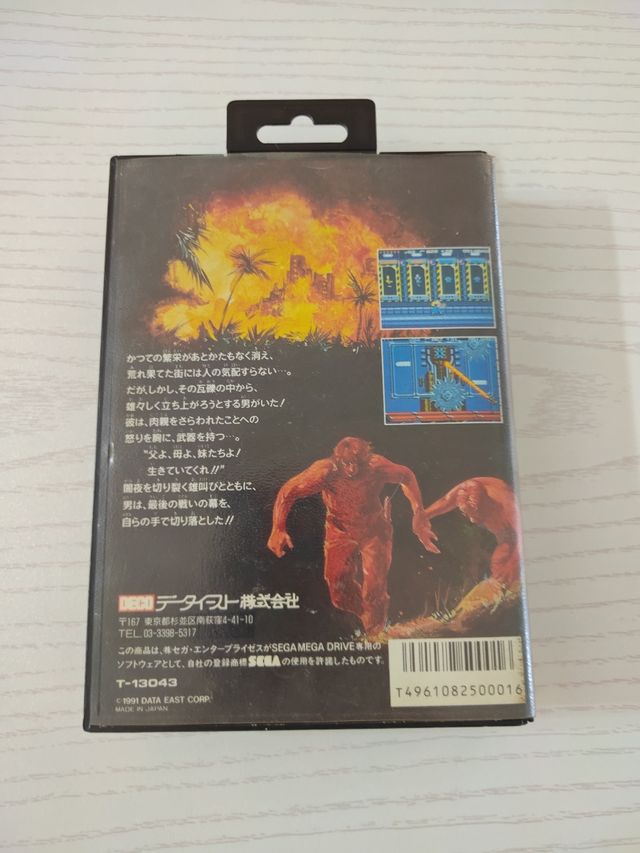 かつての繁栄があとかたもなく消え、
荒れ果てた街には人の気配すらない…。
だが、しかし、その瓦礫の中から、
雄々しく立ち上がろうとする男がいた!
彼は、肉親をさらわれたことへの
怒りを胸に、武器を持つ…。
“父よ、母よ、妹たちよ!
生きていてくれ!!”
闇夜を切り裂く雄叫びとともに、
男は、最後の戦いの幕を、
自らの手で切り落とした!!
DECO データイースト株式会社
〒167 東京都杉並区南荻窪4-41-10
TEL.03-3398-5317
この商品は、㈱セガ・エンタープライゼスがSEGA MEGA DRIVE専用の
ソフトウェアとして、自社の登録商標SEGAの使用を許諾したものです。
T-13043
©1991 DATA EAST CORP.
MADE IN JAPAN
T4961082500016